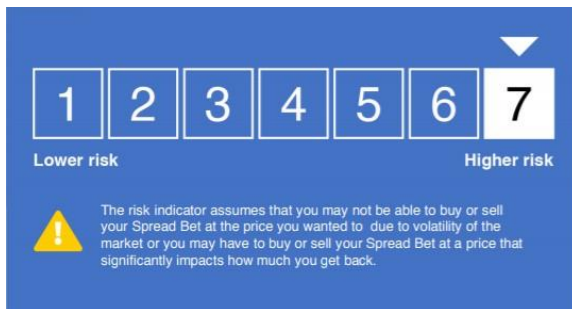 1 2 3 4 5 6 7
Lower risk Higher risk
The risk indicator assumes that you may not be able to buy or sell
your Spread Bet at the price you wanted to due to volatility of the
market or you may have to buy or sell your Spread Bet at a price that
significantly impacts how much you get back.